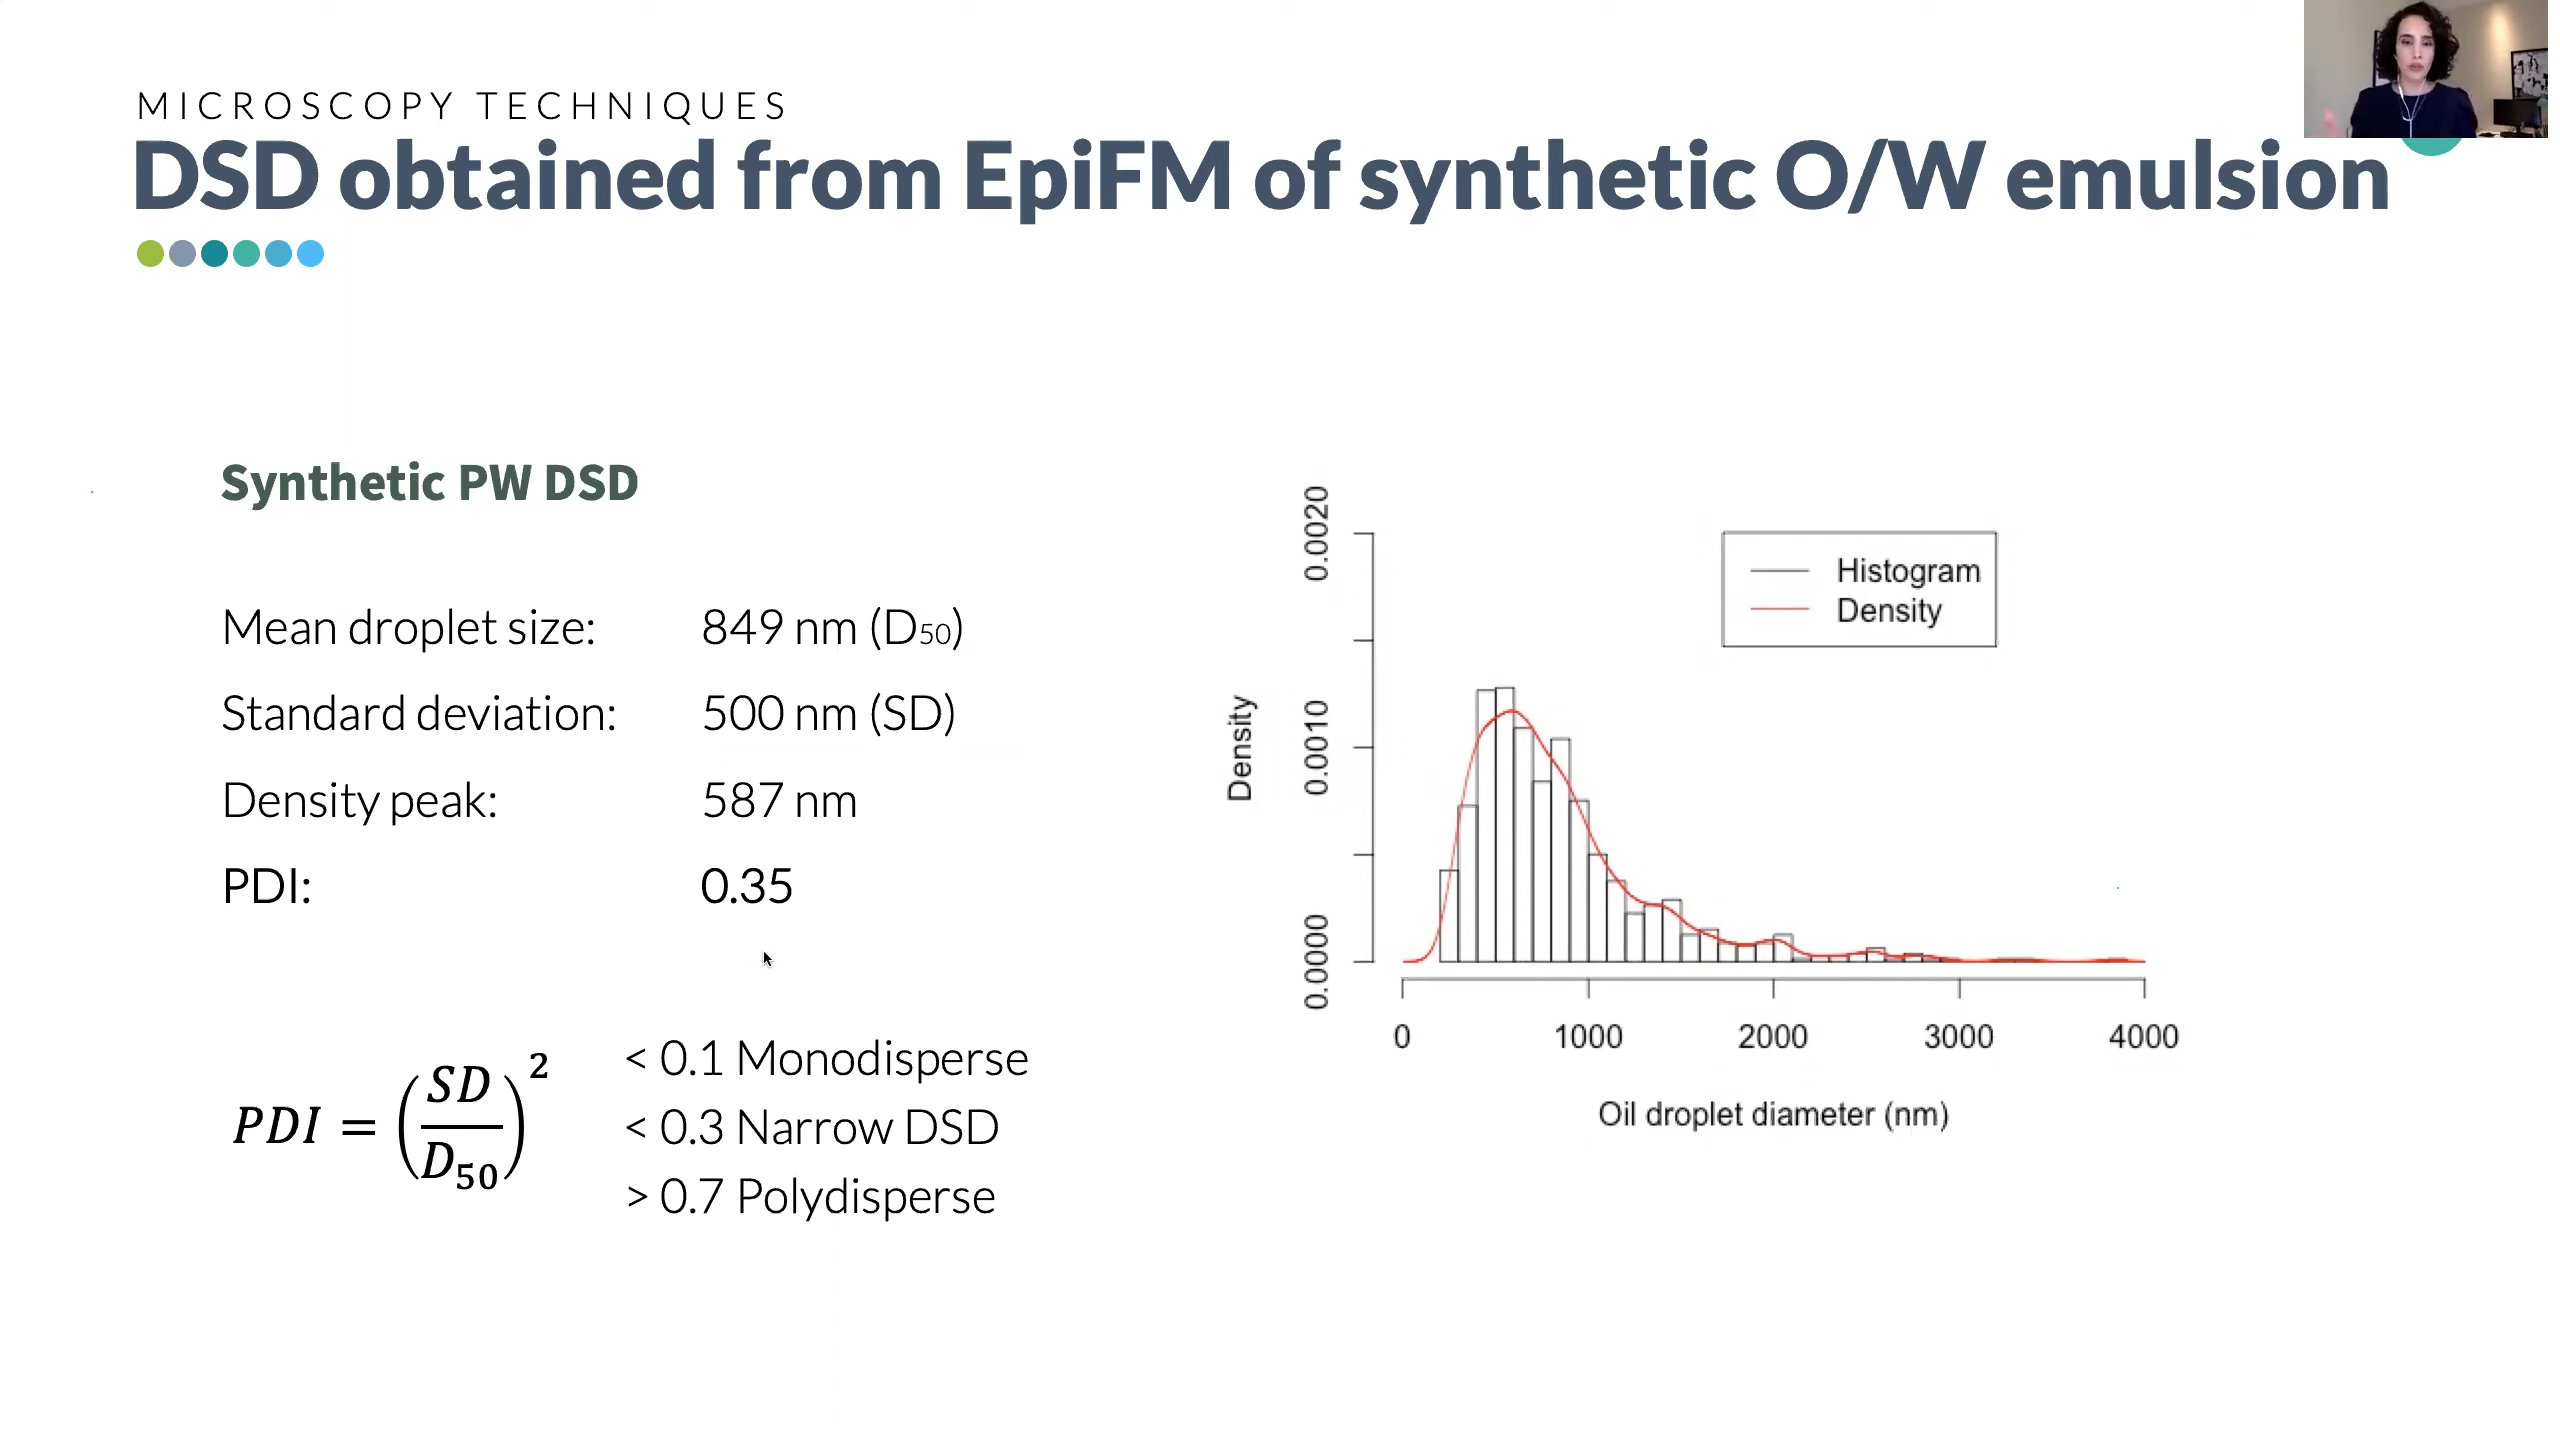 MICROSCOPY TECHNIQUES
DSD obtained from EpiFM of synthetic O/W emulsion
Synthetic PW DSD
Mean droplet size: 849 nm (D50)
Standard deviation: 500 nm (SD)
Density peak: 587 nm
PDI: 0.35
PDI = (SD/D50)^2
< 0.1 Monodisperse
< 0.3 Narrow DSD
> 0.7 Polydisperse
Histogram
Density
Density
0.0020
0.0010
0.0000
0 1000 2000 3000 4000
Oil droplet diameter (nm)